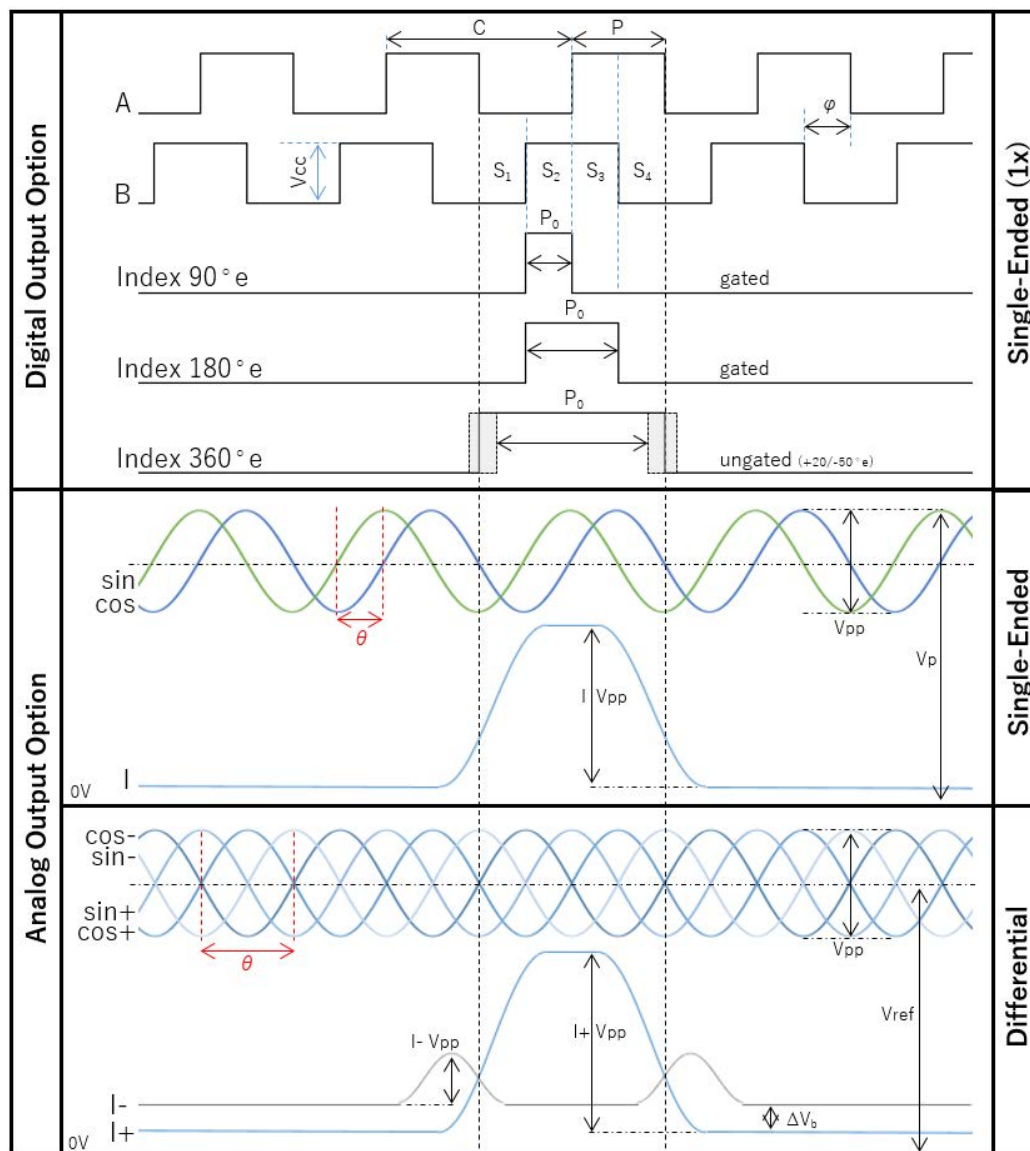 Digital Output Option
Single-Ended (1x)
C
P
A
φ
Vcc
B
S₁
S₂
S₃
S₄
P₀
Index 90°e
gated
P₀
Index 180°e
gated
P₀
Index 360°e
ungated (+20/-50°e)
Analog Output Option
Single-Ended
sin
cos
θ
Vpp
Vp
I Vpp
I
0V
Differential
cos-
sin-
sin+
cos+
θ
Vpp
Vref
I- Vpp
I+ Vpp
I-
ΔV_b
I+
0V